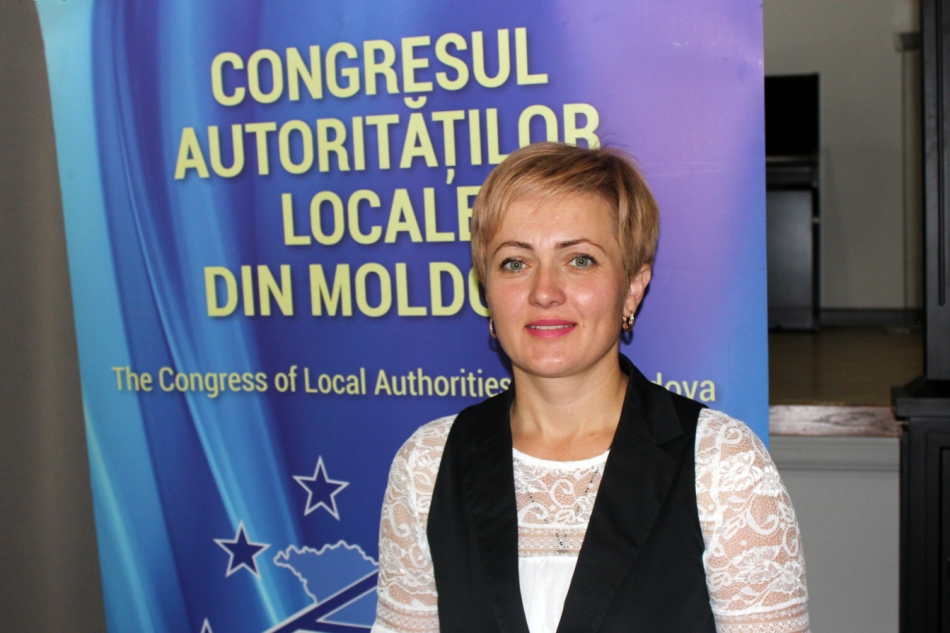 CONGRESUL
AUTORITĂȚILOR
LOCALE
DIN
The Congress of Local Authorities